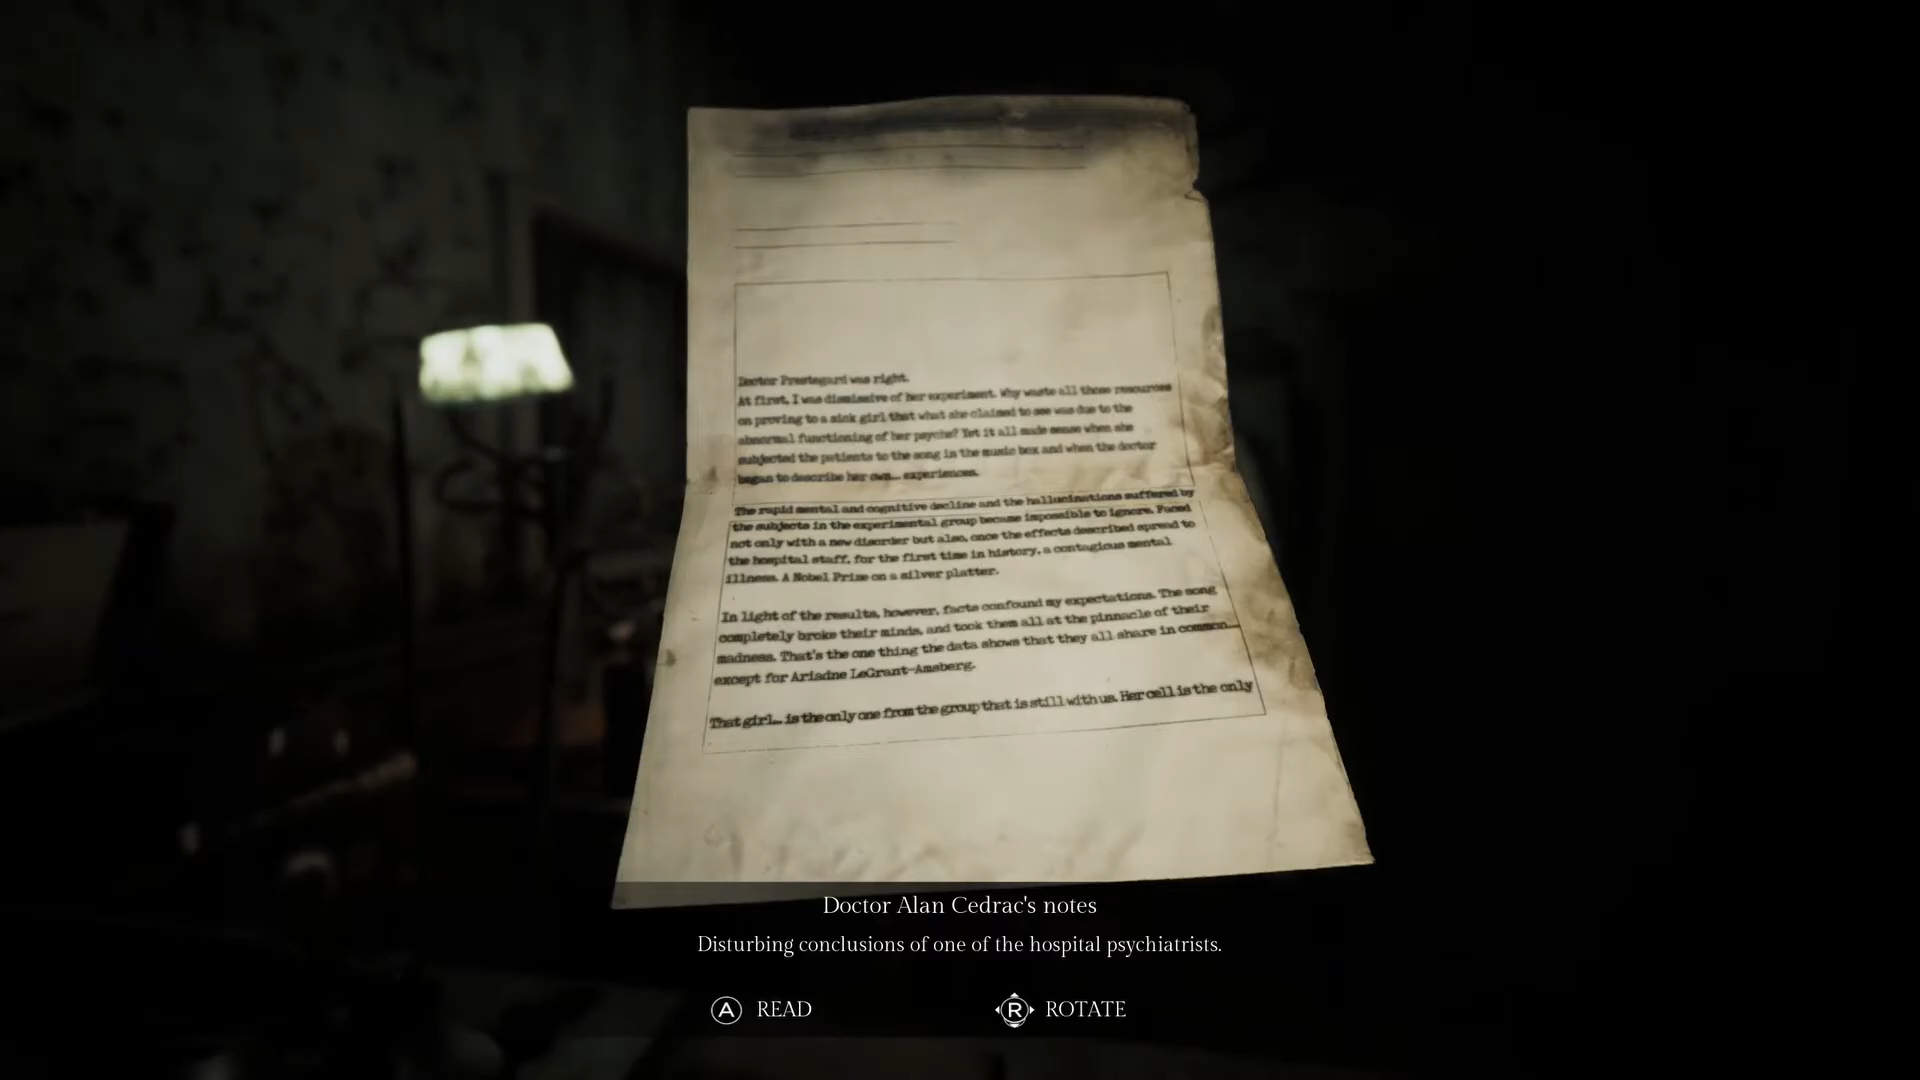 Doctor Prestegard was right.
At first, I was dismissive of her experiment. Why waste all those resources
on proving to a sick girl that what she claimed to see was due to the
abnormal functioning of her psyche? Yet it all made sense when she
subjected the patients to the song in the music box and when the doctor
began to describe her own... experiences.
The rapid mental and cognitive decline and the hallucinations suffered by
the subjects in the experimental group became impossible to ignore. Faced
not only with a new disorder but also, once the effects described spread to
the hospital staff, for the first time in history, a contagious mental
illness. A Nobel Prize on a silver platter.
In light of the results, however, facts confound my expectations. The song
completely broke their minds, and took them all at the pinnacle of their
madness. That's the one thing the data shows that they all share in common...
except for Ariadne LeGrant-Amsberg.
That girl... is the only one from the group that is still with us. Her cell is the only
Doctor Alan Cedrac's notes
Disturbing conclusions of one of the hospital psychiatrists.
A READ R ROTATE